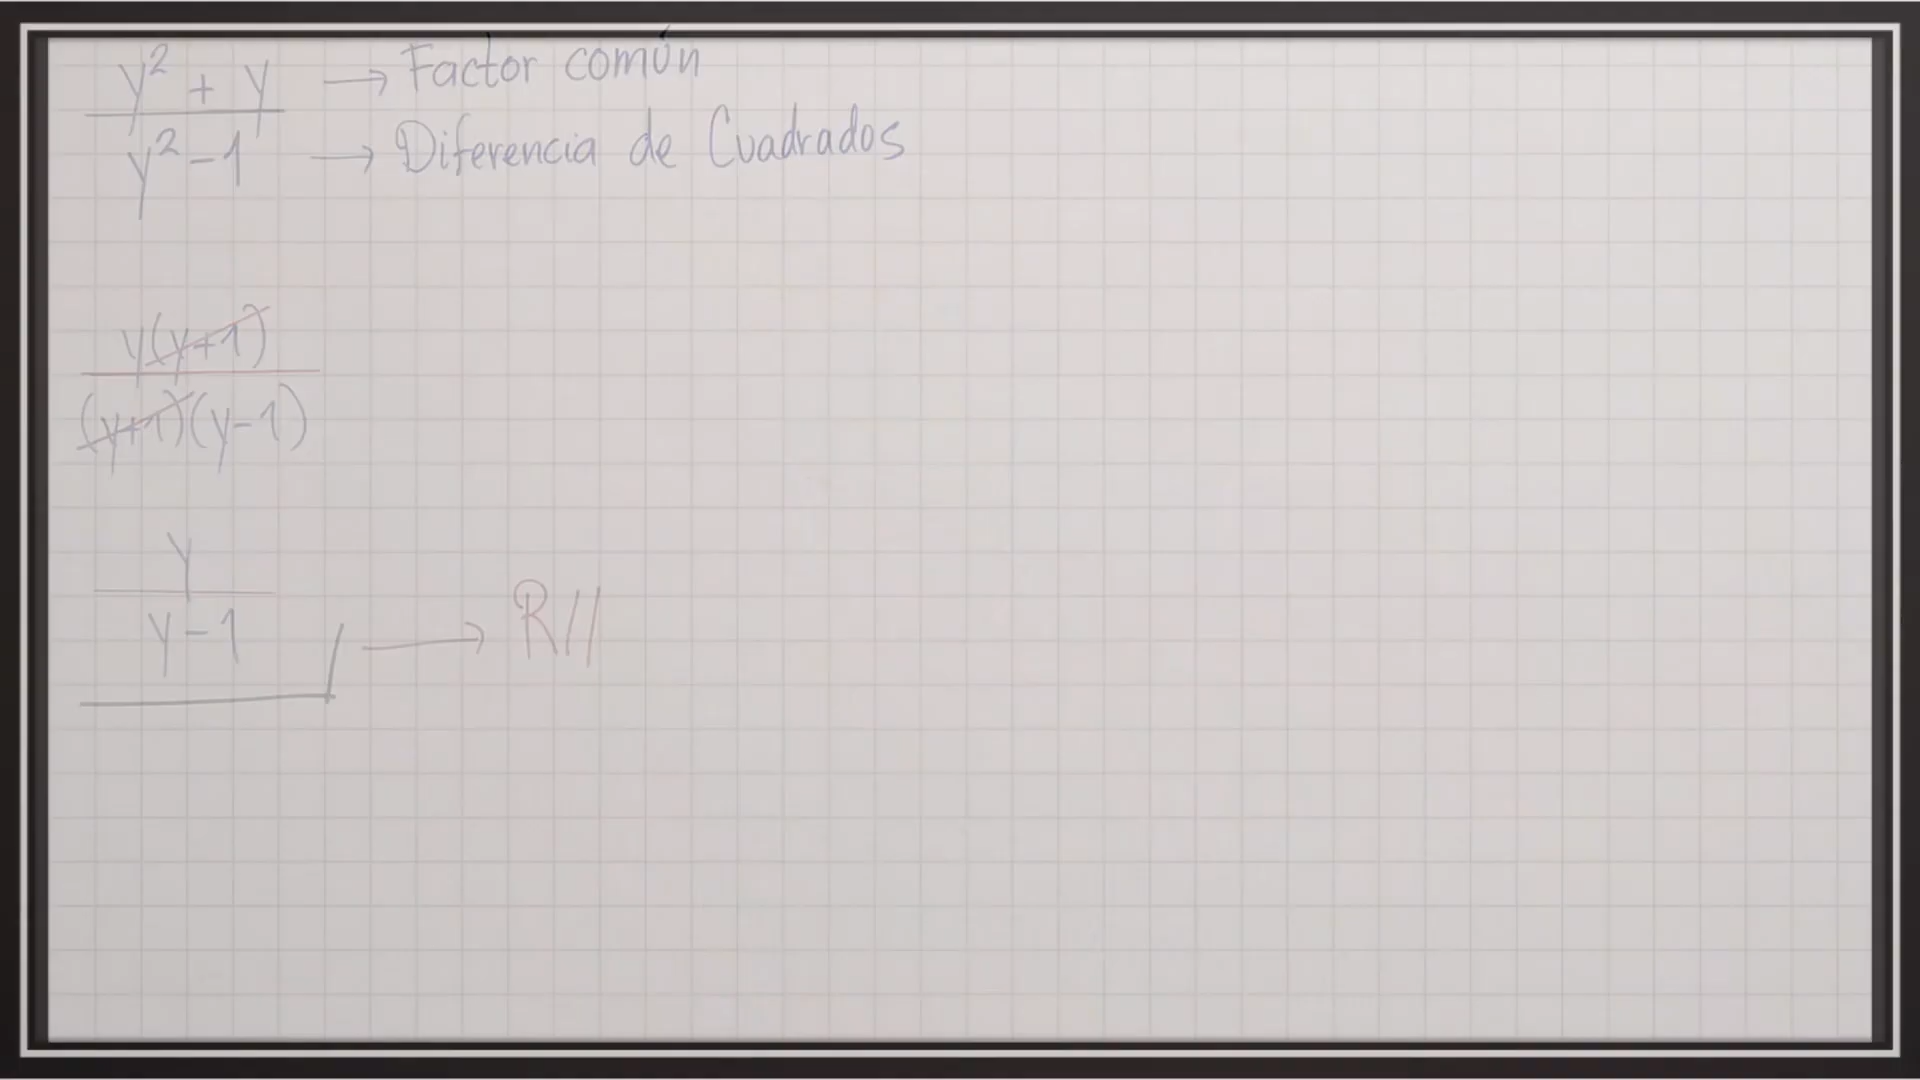 y² + y → Factor común
y² - 1 → Diferencia de Cuadrados
y(y+1)
(y+1)(y-1)
y
y - 1 → R//